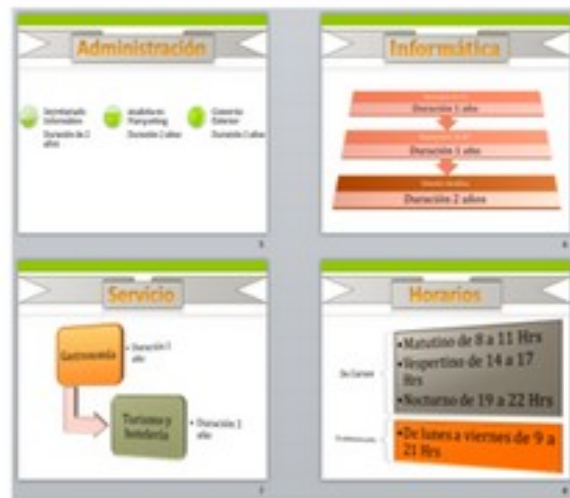 Administración
Secretariado
Informático
Duración de 2
años
Analista en
Marketing
Duración 2 años
Comercio
Exterior
Duración 2 años
Informática
Duración 1 año
Duración 1 año
Duración 2 años
Servicio
Gastronomía
• Duración 1
año
Turismo y
hotelería
• Duración 2
año
Horarios
De Cursos
•Matutino de 8 a 11 Hrs
•Vespertino de 14 a 17
Hrs
•Nocturno de 19 a 22 Hrs
•De lunes a viernes de 9 a
21 Hrs